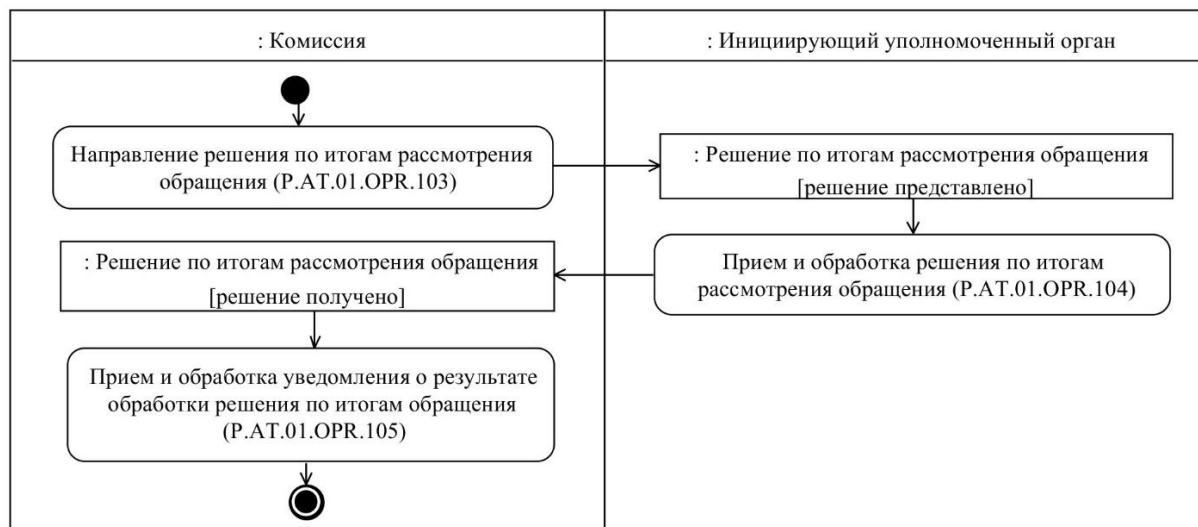 : Комиссия
: Инициирующий уполномоченный орган
Направление решения по итогам рассмотрения
обращения (P.AT.01.OPR.103)
: Решение по итогам рассмотрения обращения
[решение представлено]
Прием и обработка решения по итогам
рассмотрения обращения (P.AT.01.OPR.104)
: Решение по итогам рассмотрения обращения
[решение получено]
Прием и обработка уведомления о результате
обработки решения по итогам обращения
(P.AT.01.OPR.105)